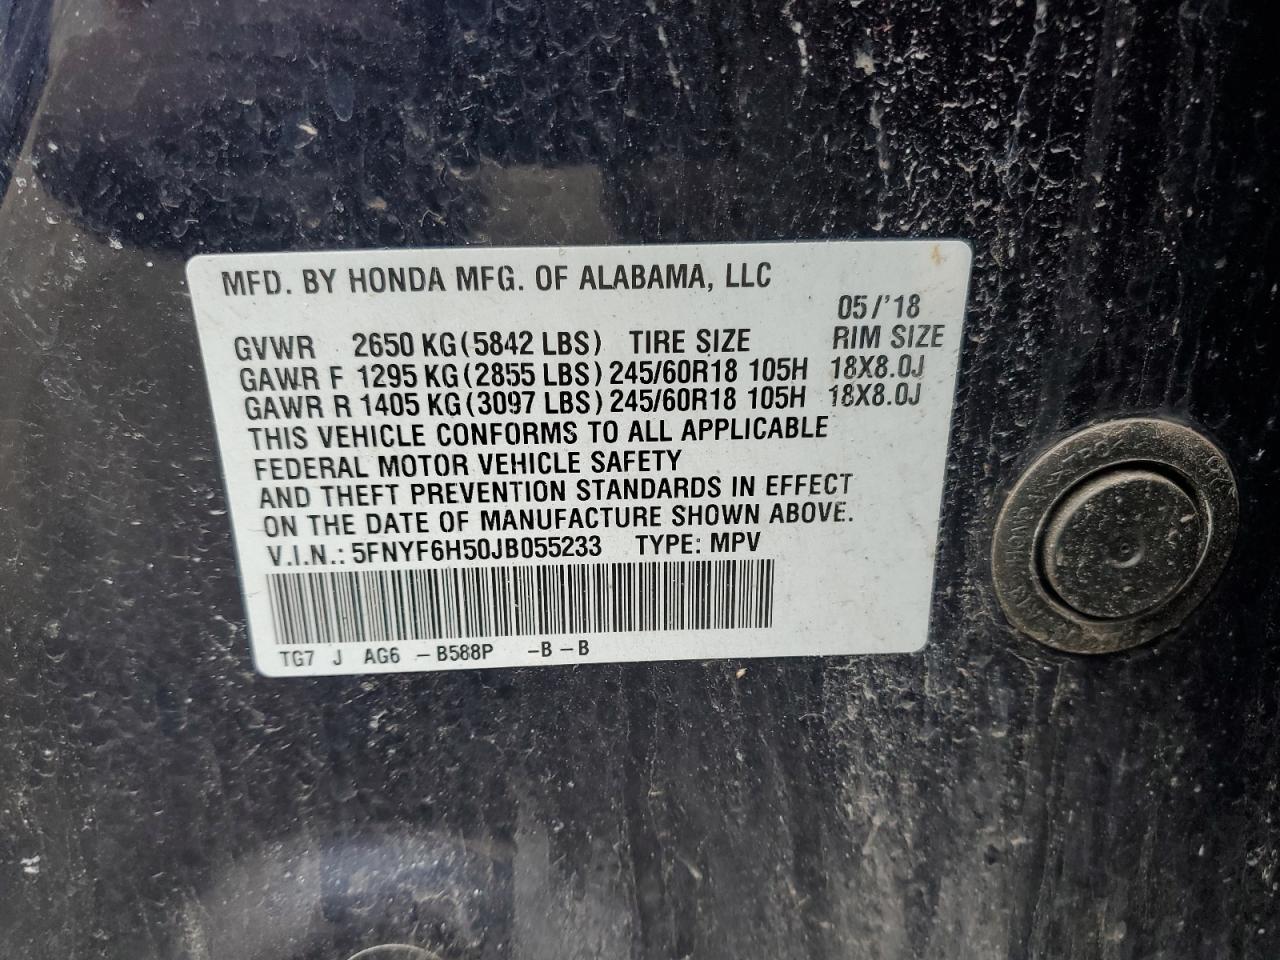 MFD. BY HONDA MFG. OF ALABAMA, LLC
05/'18
GVWR 2650 KG(5842 LBS) TIRE SIZE RIM SIZE
GAWR F 1295 KG(2855 LBS) 245/60R18 105H 18X8.0J
GAWR R 1405 KG(3097 LBS) 245/60R18 105H 18X8.0J
THIS VEHICLE CONFORMS TO ALL APPLICABLE
FEDERAL MOTOR VEHICLE SAFETY
AND THEFT PREVENTION STANDARDS IN EFFECT
ON THE DATE OF MANUFACTURE SHOWN ABOVE.
V.I.N.: 5FNYF6H50JB055233 TYPE: MPV
TG7 J AG6 -B588P -B-B